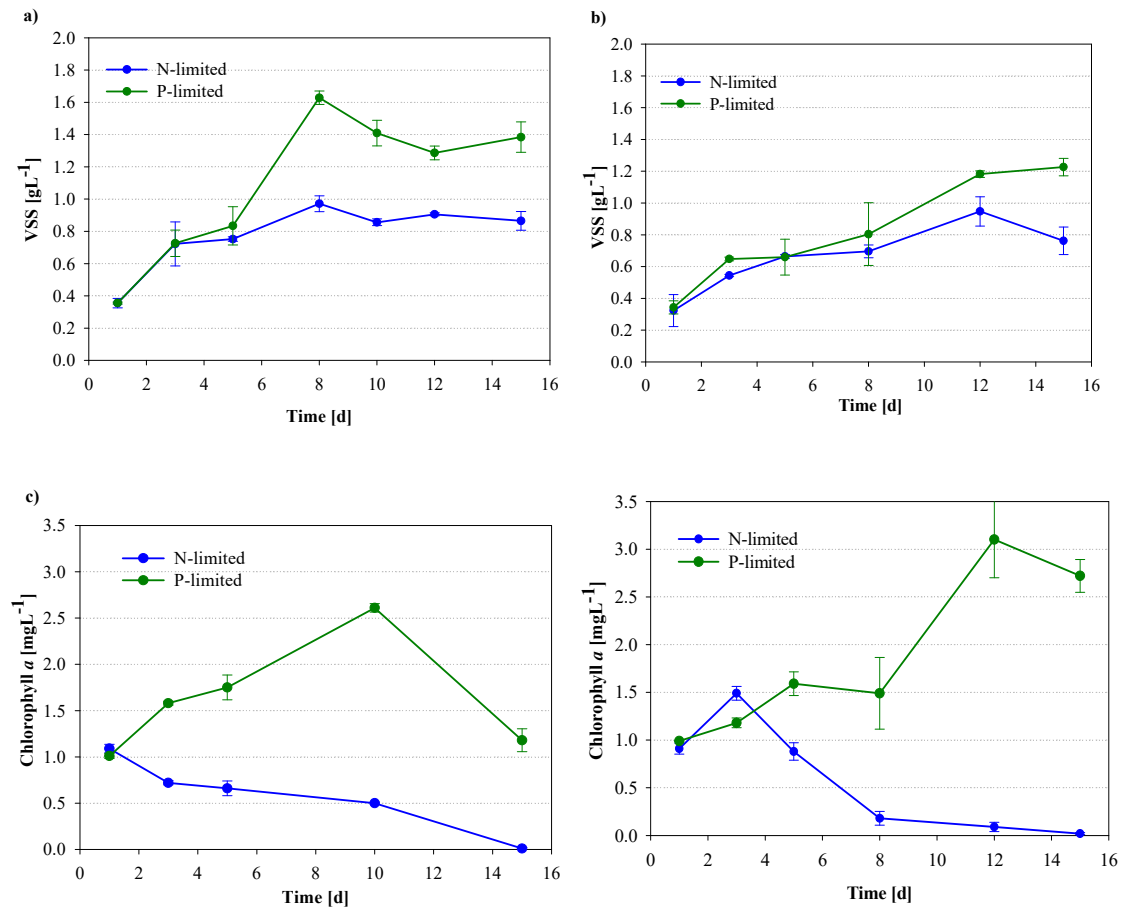 a)
2.0
1.8
1.6
1.4
1.2
1.0
0.8
0.6
0.4
0.2
0.0
VSS [gL-1]
N-limited
P-limited
0 2 4 6 8 10 12 14 16
Time [d]
b)
2.0
1.8
1.6
1.4
1.2
1.0
0.8
0.6
0.4
0.2
0.0
VSS [gL-1]
N-limited
P-limited
0 2 4 6 8 10 12 14 16
Time [d]
c)
3.5
3.0
2.5
2.0
1.5
1.0
0.5
0.0
Chlorophyll a [mgL-1]
N-limited
P-limited
0 2 4 6 8 10 12 14 16
Time [d]
3.5
3.0
2.5
2.0
1.5
1.0
0.5
0.0
Chlorophyll a [mgL-1]
N-limited
P-limited
0 2 4 6 8 10 12 14 16
Time [d]